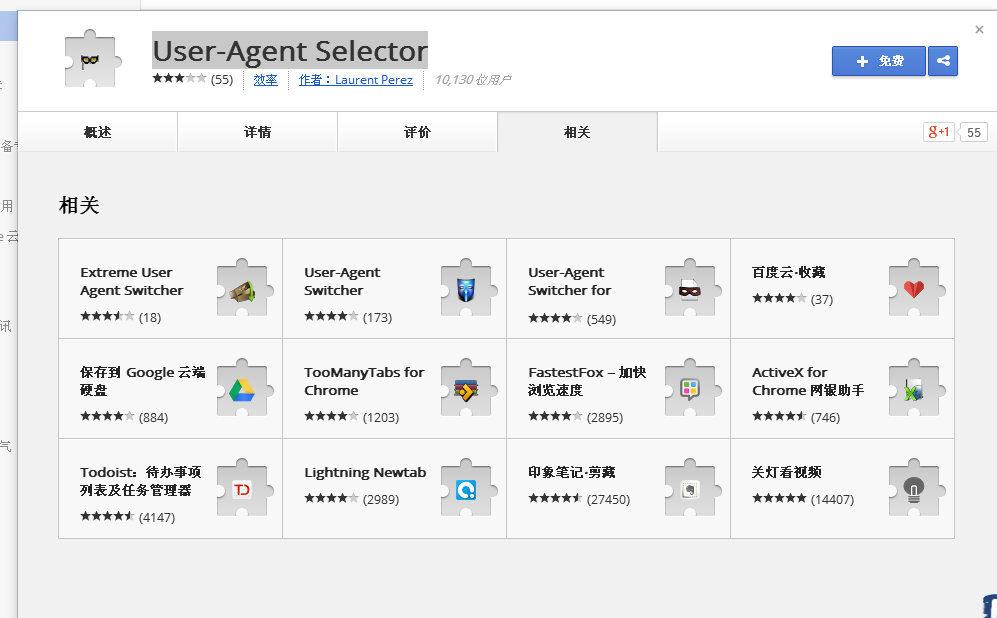 User-Agent Selector
(55) 效率 作者：Laurent Perez 10,130 位用户
免费
概述 详情 评价 相关
g+1 55
备
用
e 云
讯
气
相关
Extreme User
Agent Switcher
(18)
User-Agent
Switcher
(173)
User-Agent
Switcher for
(549)
百度云·收藏
(37)
保存到 Google 云端
硬盘
(884)
TooManyTabs for
Chrome
(1203)
FastestFox – 加快
浏览速度
(2895)
ActiveX for
Chrome 网银助手
(746)
Todoist：待办事项
列表及任务管理器
(4147)
Lightning Newtab
(2989)
印象笔记·剪藏
(27450)
关灯看视频
(14407)